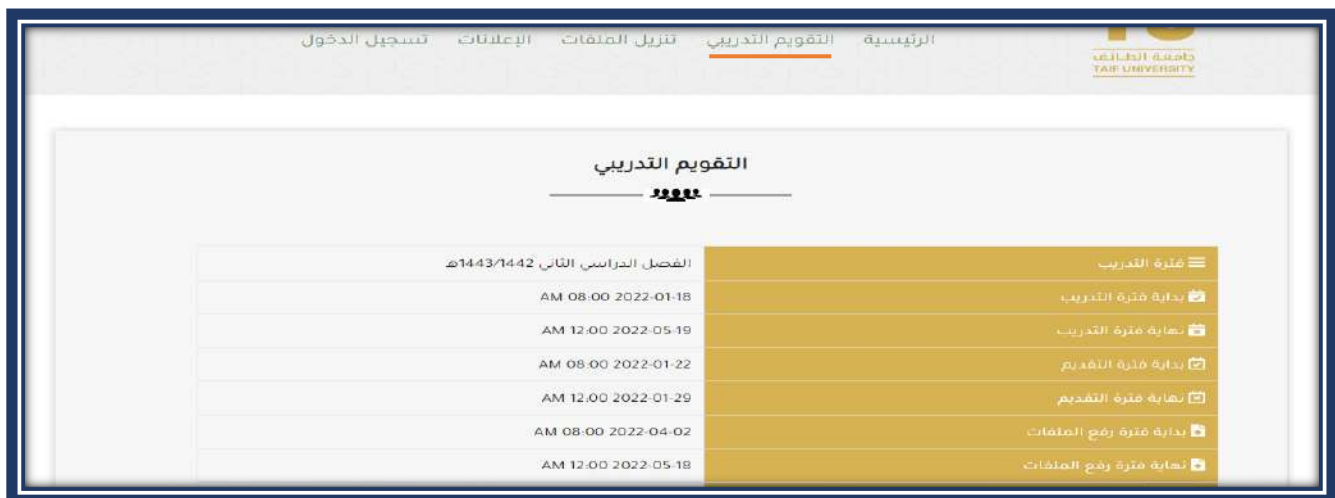 الرئيسية التقويم التدريبي تنزيل الملفات الإعلانات تسجيل الدخول
جامعة الطائف
TAIF UNIVERSITY
التقويم التدريبي
فترة التدريب الفصل الدراسي الثاني 1443/1442هـ
بداية فترة التدريب 2022-01-18 08:00 AM
نهاية فترة التدريب 2022-05-19 12:00 AM
بداية فترة التقديم 2022-01-22 08:00 AM
نهاية فترة التقديم 2022-01-29 12:00 AM
بداية فترة رفع الملفات 2022-04-02 08:00 AM
نهاية فترة رفع الملفات 2022-05-18 12:00 AM